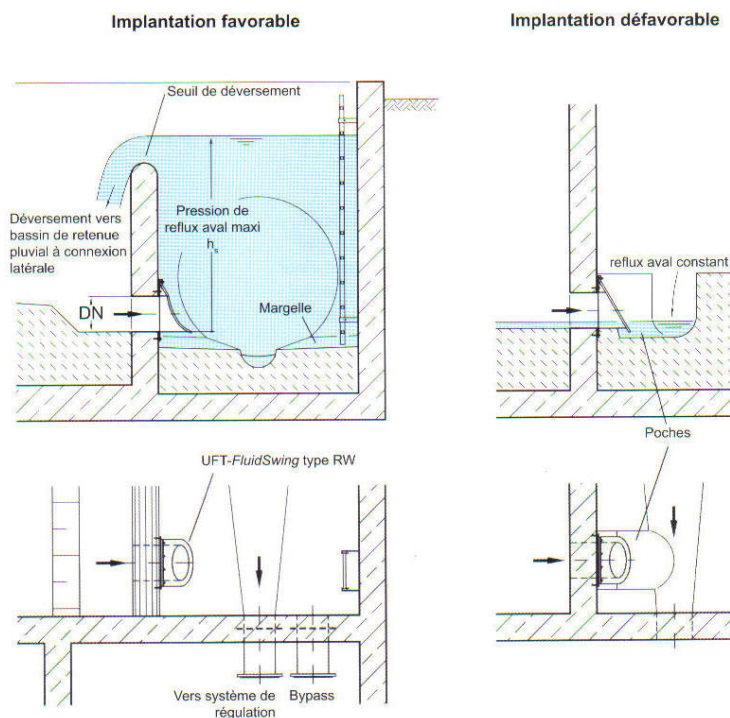 Implantation favorable
Implantation défavorable
Seuil de déversement
Déversement vers
bassin de retenue
pluvial à connexion
latérale
Pression de
reflux aval maxi
hs
DN
Margelle
reflux aval constant
Poches
UFT-FluidSwing type RW
Vers système de
régulation
Bypass